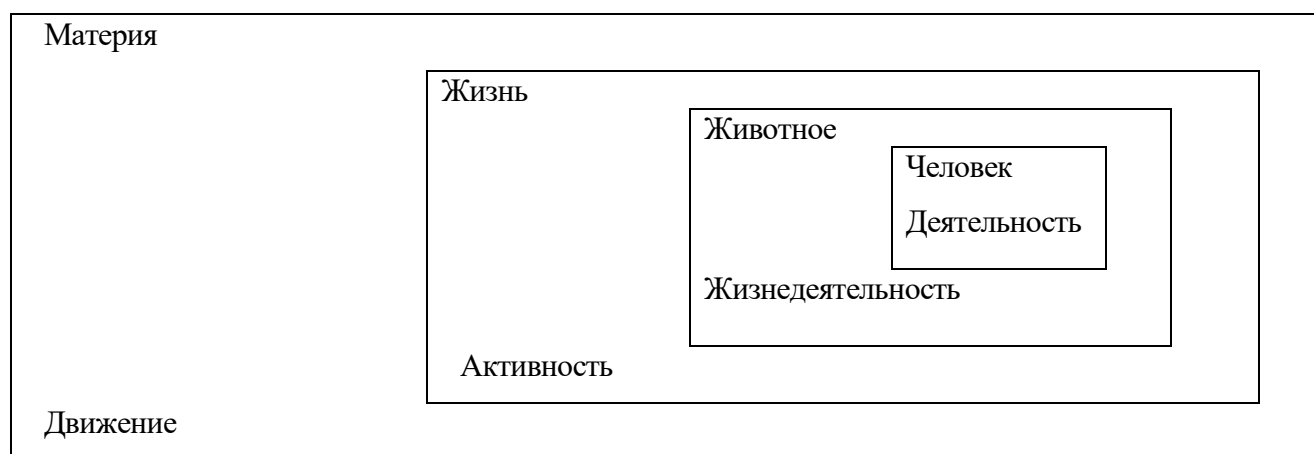 Материя
Жизнь
Животное
Человек
Деятельность
Жизнедеятельность
Активность
Движение